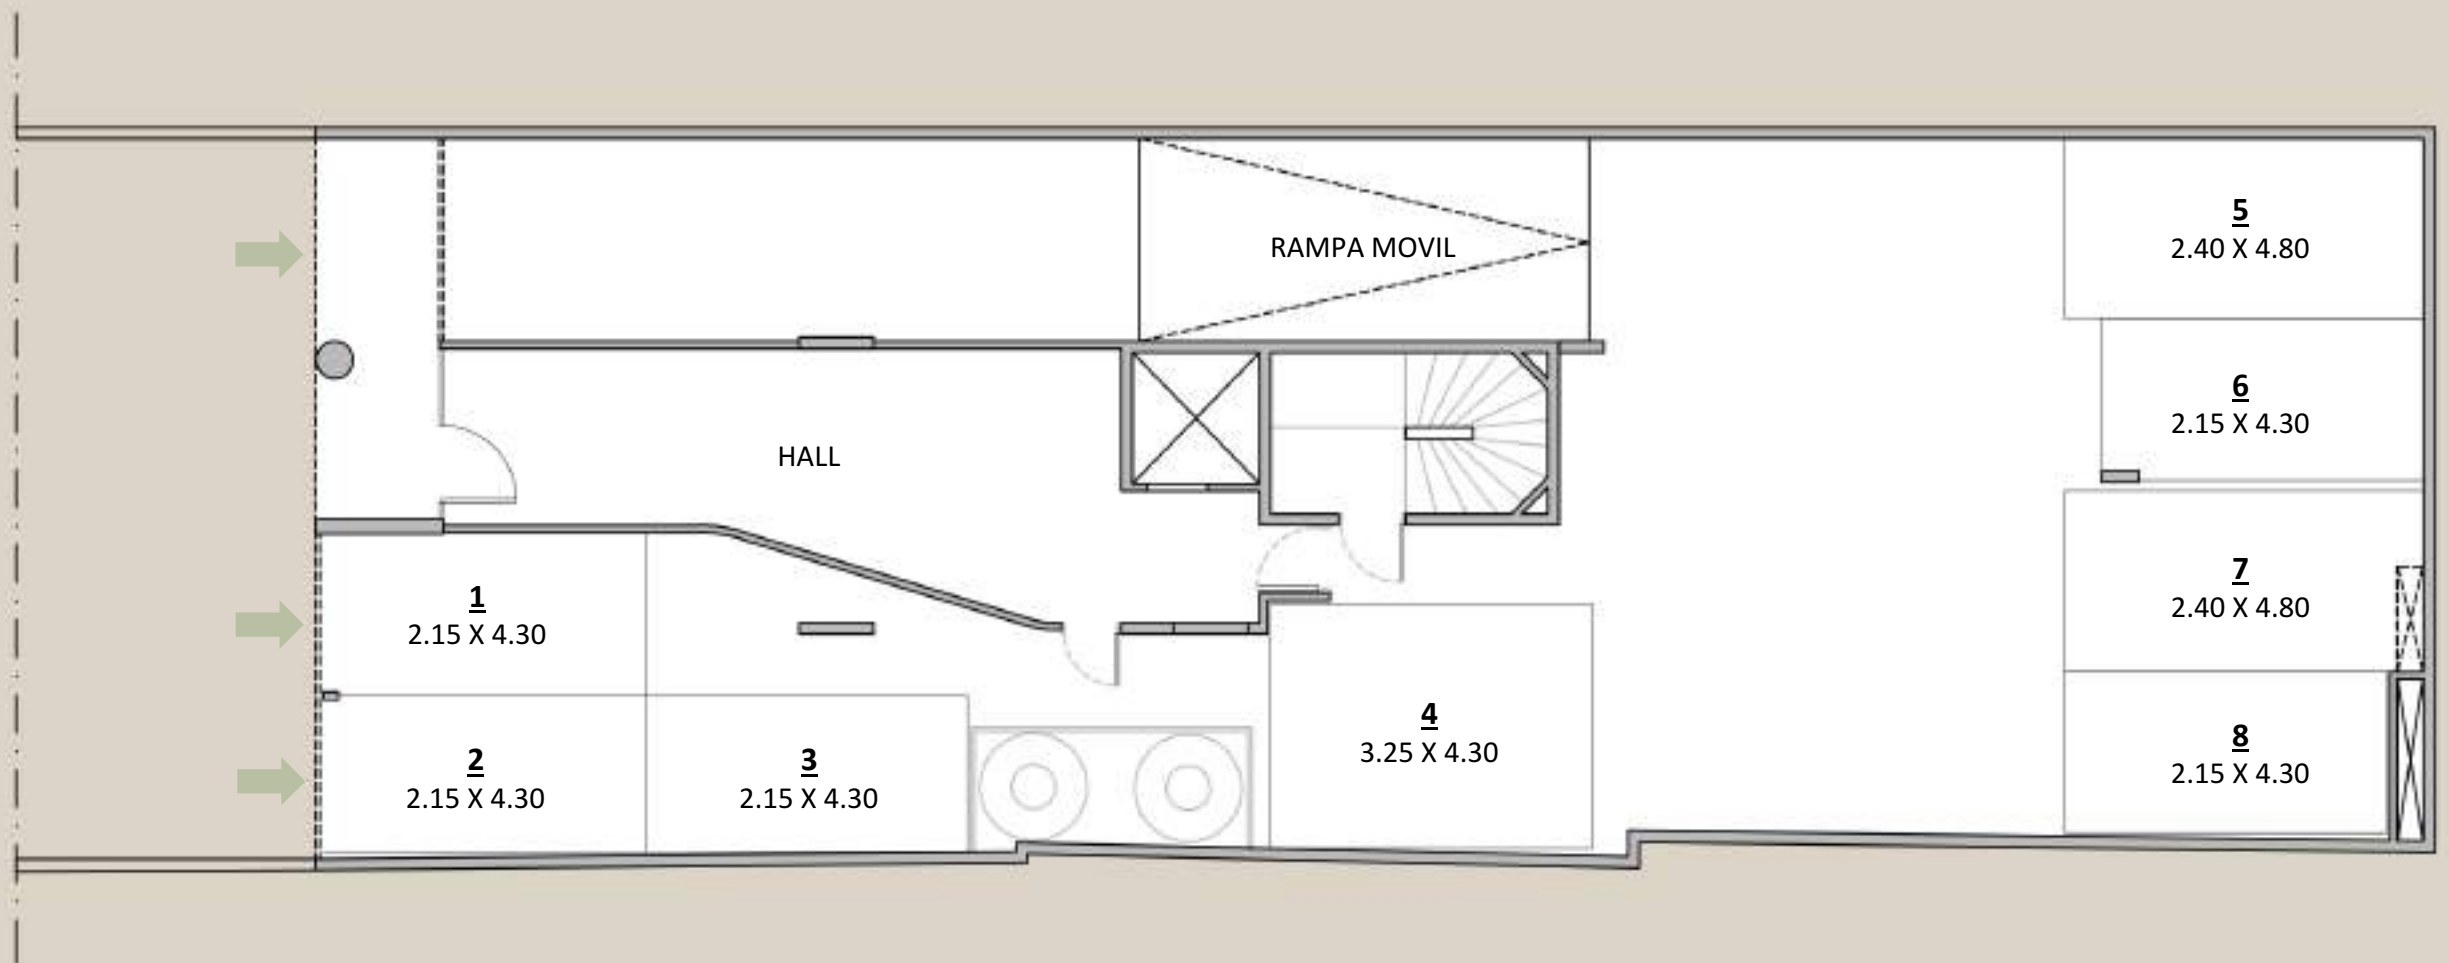 5
2.40 X 4.80
RAMPA MOVIL
6
2.15 X 4.30
HALL
7
2.40 X 4.80
1
2.15 X 4.30
4
3.25 X 4.30
8
2.15 X 4.30
2
2.15 X 4.30
3
2.15 X 4.30